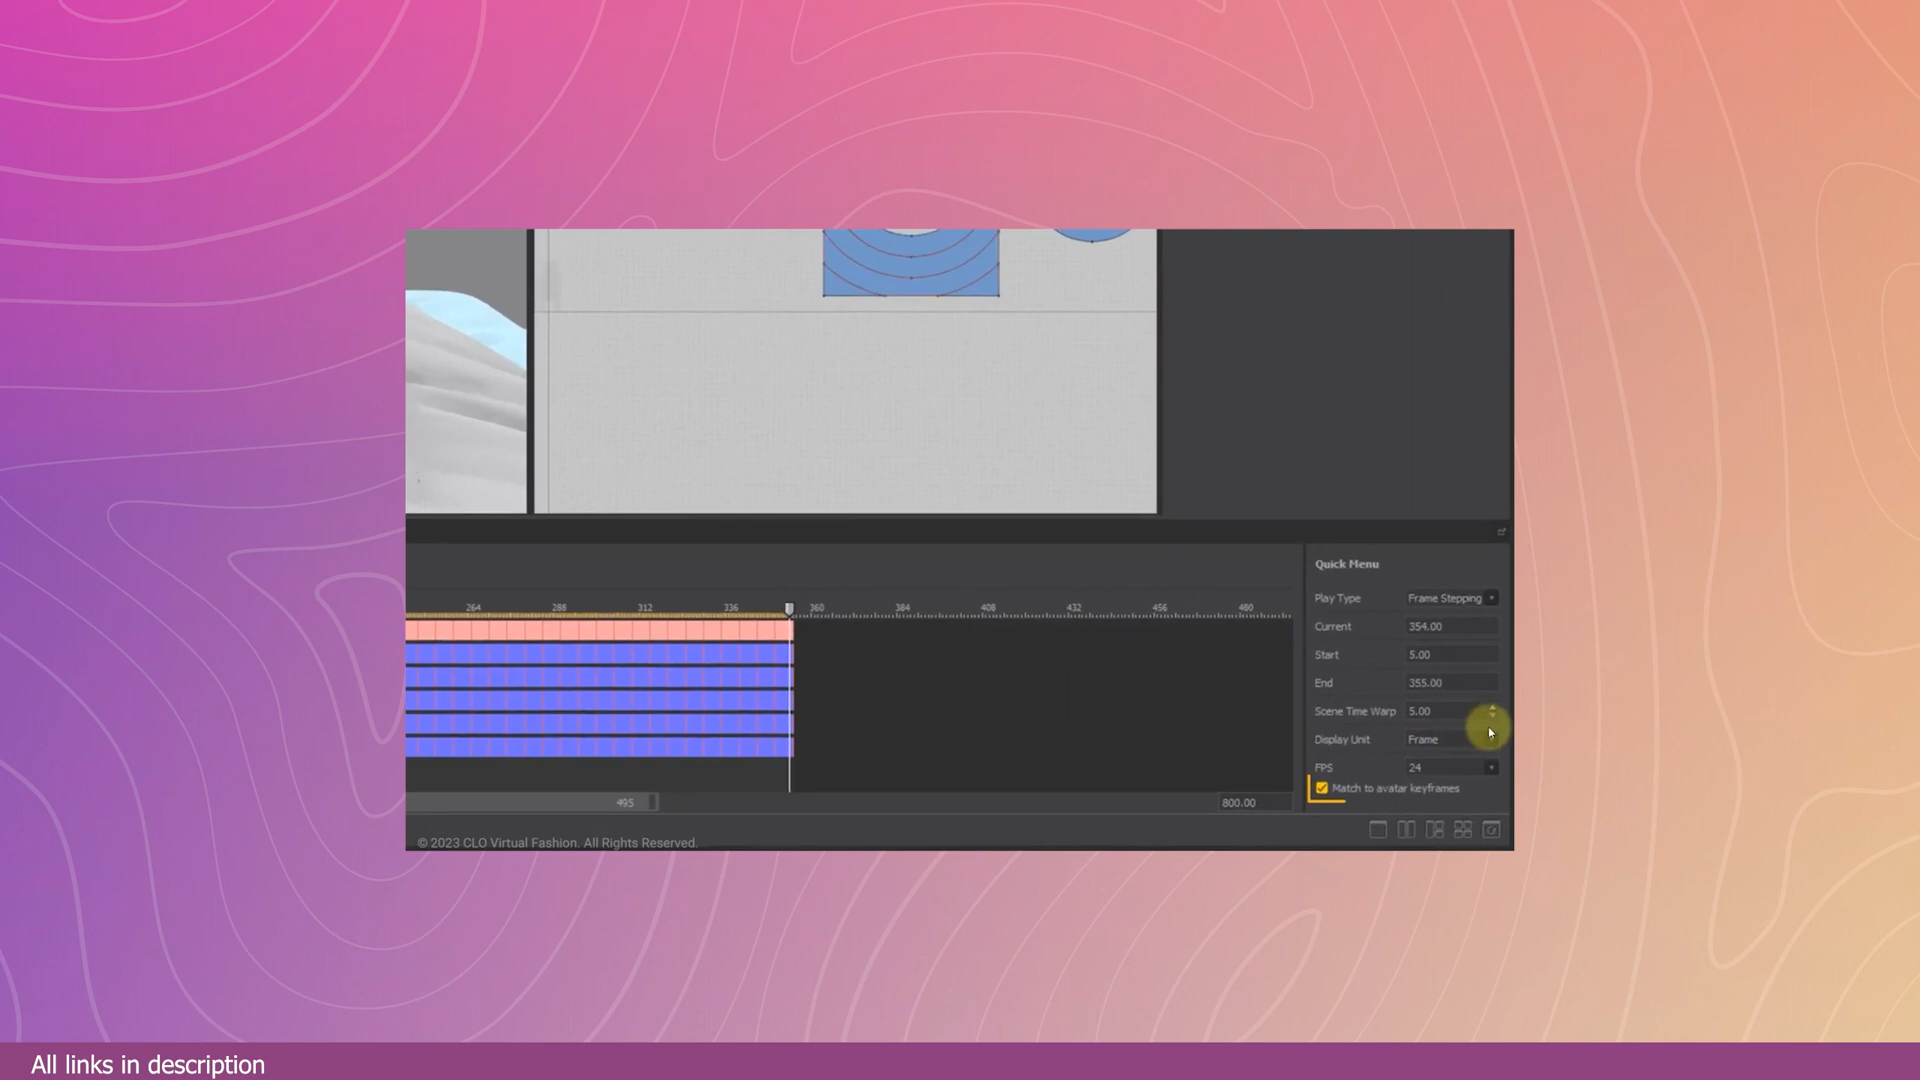 Quick Menu
Play Type Frame Stepping
264 288 312 336 360 384 408 432 456 480
Current 354.00
Start 5.00
End 355.00
Scene Time Warp 5.00
Display Unit Frame
FPS 24
Match to avatar keyframes
495 800.00
© 2023 CLO Virtual Fashion. All Rights Reserved.
All links in description